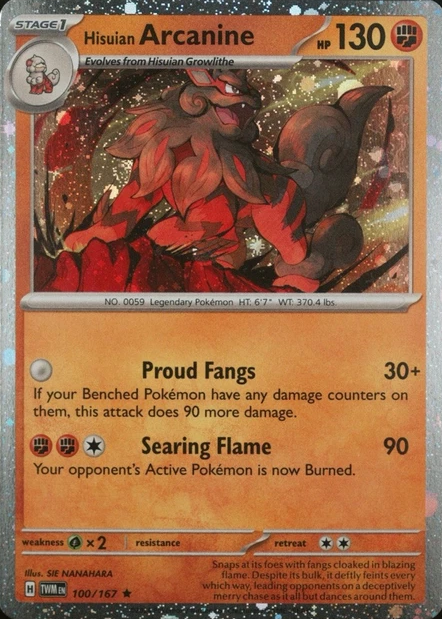 STAGE 1
Hisuian Arcanine HP 130
Evolves from Hisuian Growlithe
NO. 0059 Legendary Pokémon HT: 6'7" WT: 370.4 lbs.
Proud Fangs 30+
If your Benched Pokémon have any damage counters on
them, this attack does 90 more damage.
Searing Flame 90
Your opponent's Active Pokémon is now Burned.
weakness ×2 resistance retreat
Illus. SIE NANAHARA
H TWM EN 100/167 ★
Snaps at its foes with fangs cloaked in blazing
flame. Despite its bulk, it deftly feints every
which way, leading opponents on a deceptively
merry chase as it all but dances around them.